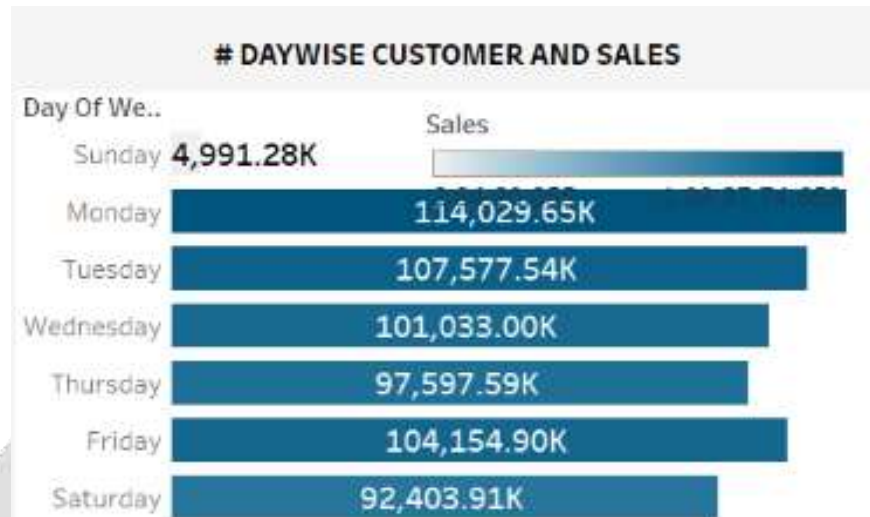 # DAYWISE CUSTOMER AND SALES
Day Of We..
Sales
Sunday 4,991.28K
Monday 114,029.65K
Tuesday 107,577.54K
Wednesday 101,033.00K
Thursday 97,597.59K
Friday 104,154.90K
Saturday 92,403.91K